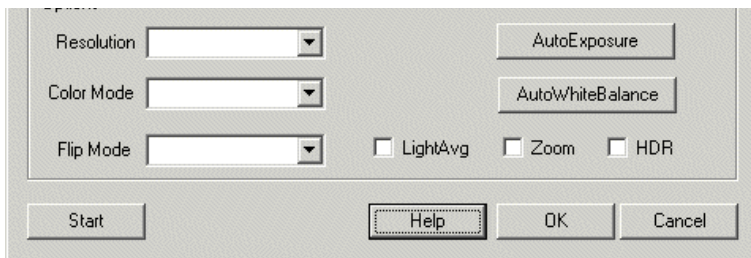 Resolution AutoExposure
Color Mode AutoWhiteBalance
Flip Mode LightAvg Zoom HDR
Start Help OK Cancel